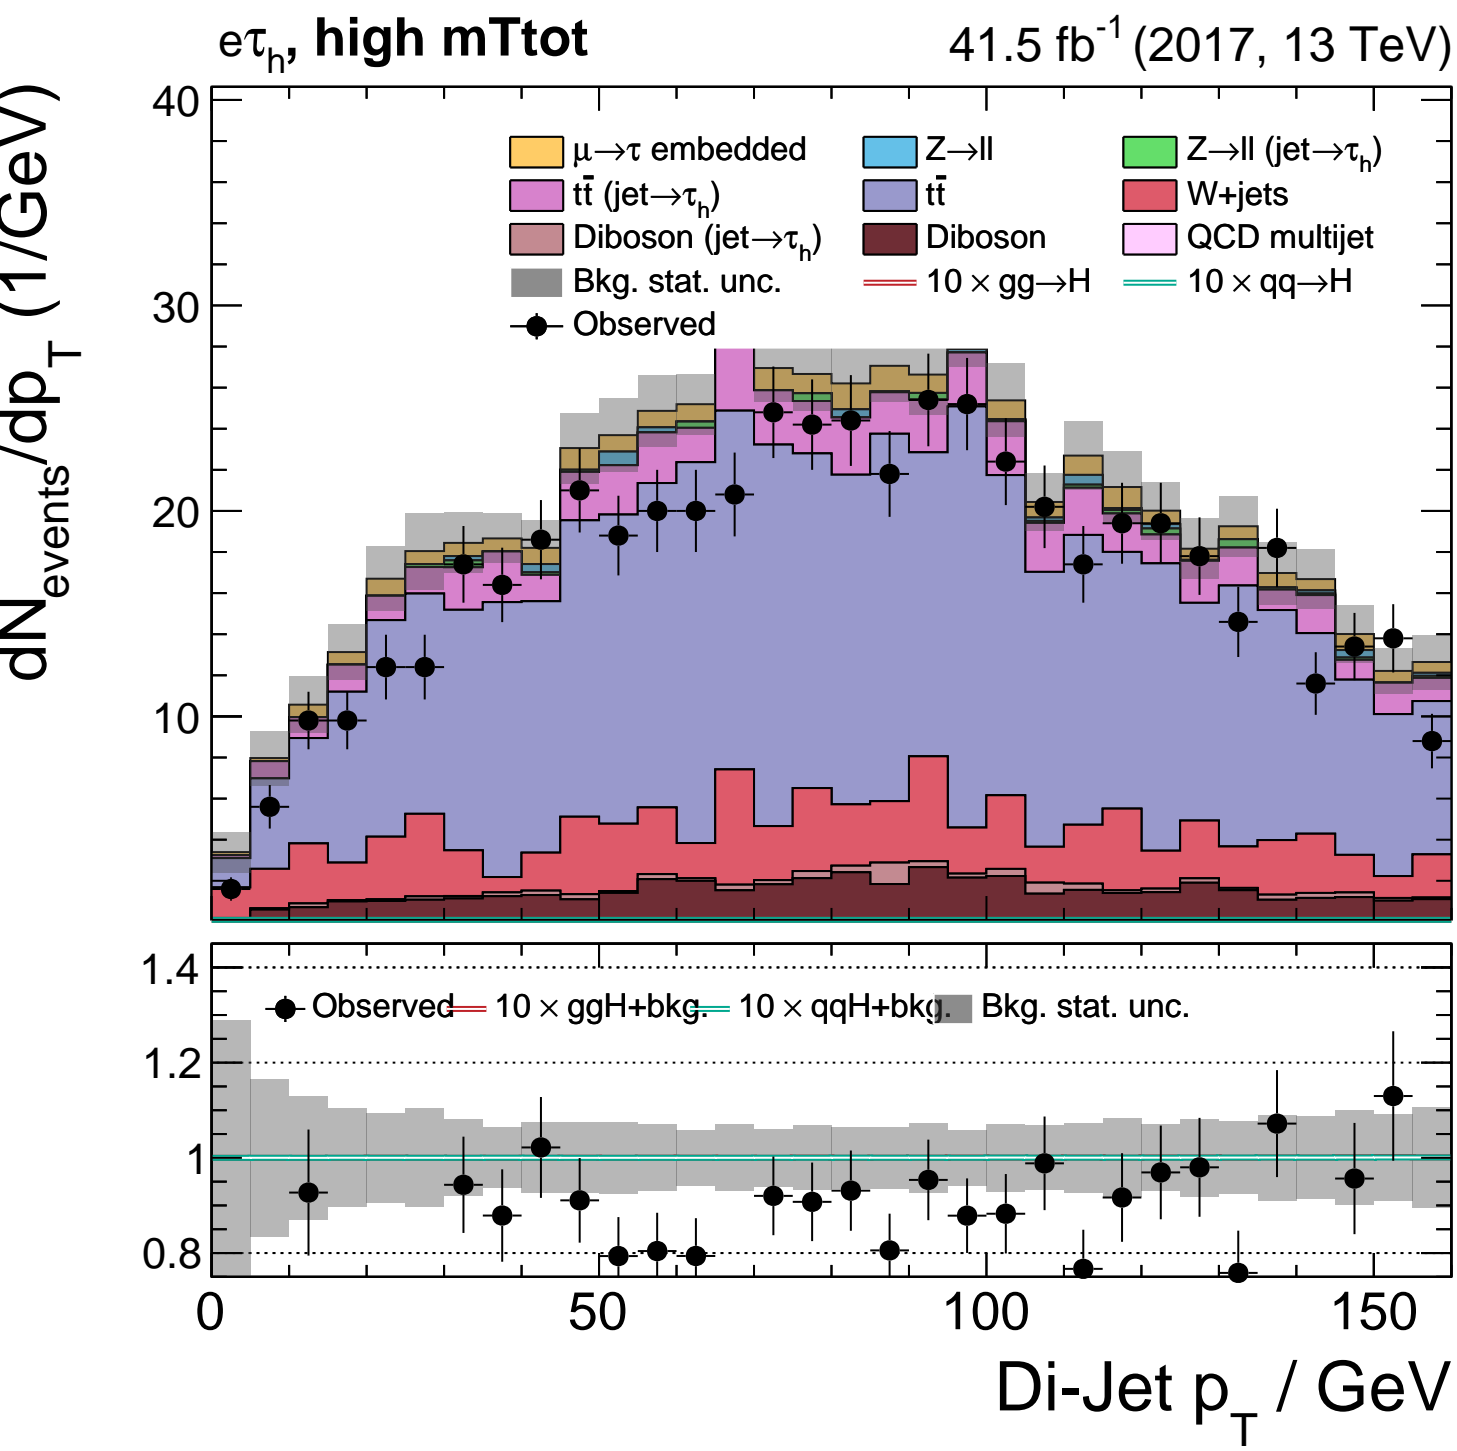 eτh, high mTtot
41.5 fb-1 (2017, 13 TeV)
dNevents/dpT (1/GeV)
40
30
20
10
μ→τ embedded
Z→ll
Z→ll (jet→τh)
tt̄ (jet→τh)
tt̄
W+jets
Diboson (jet→τh)
Diboson
QCD multijet
Bkg. stat. unc.
10 × gg→H
10 × qq→H
Observed
1.4
1.2
1
0.8
Observed
10 × ggH+bkg.
10 × qqH+bkg.
Bkg. stat. unc.
0
50
100
150
Di-Jet pT / GeV